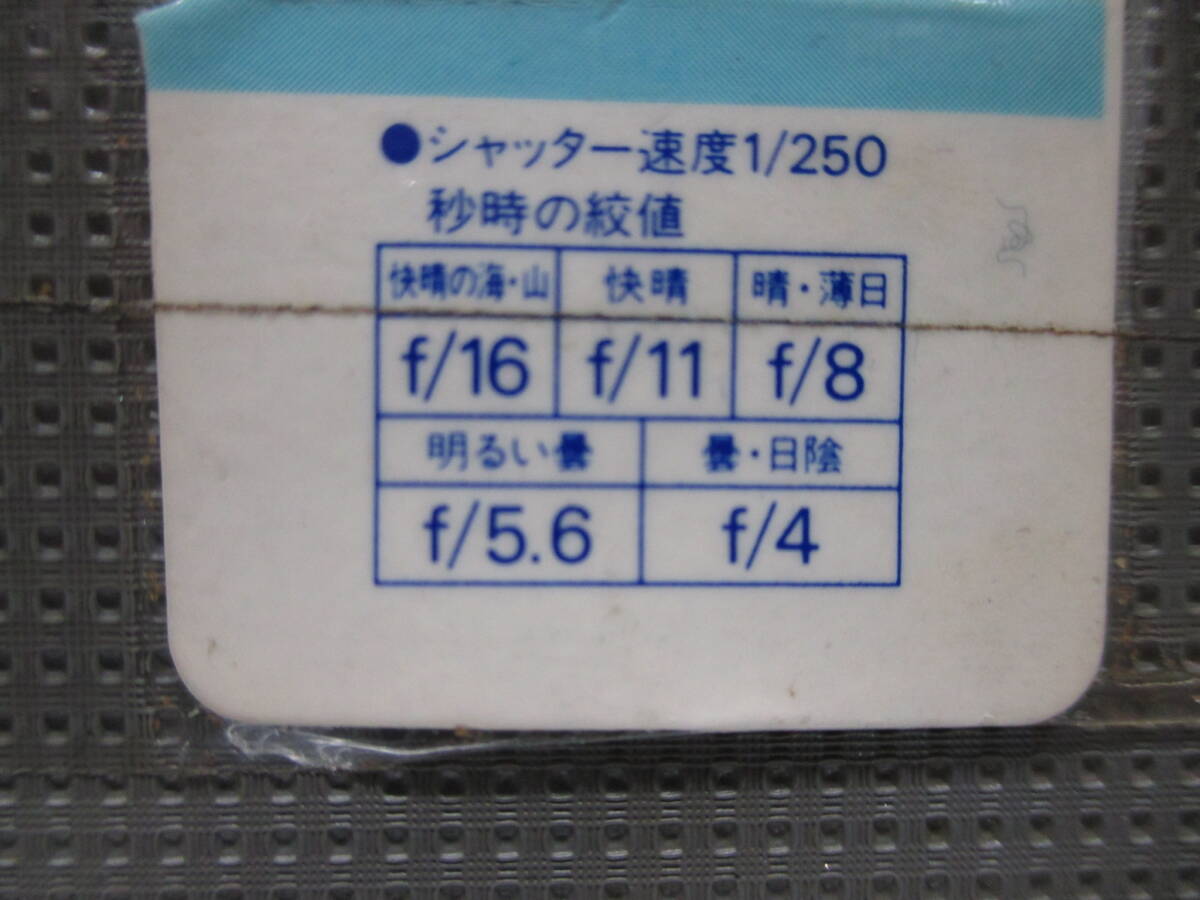 ●シャッター速度1/250
秒時の絞値
快晴の海・山 快晴 晴・薄日
f/16 f/11 f/8
明るい曇 曇・日陰
f/5.6 f/4